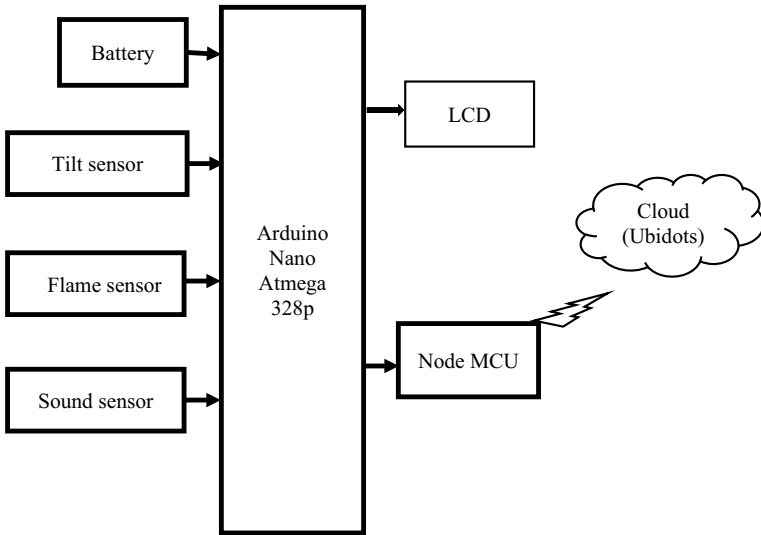 Battery
Tilt sensor
Flame sensor
Sound sensor
Arduino
Nano
Atmega
328p
LCD
Node MCU
Cloud
(Ubidots)